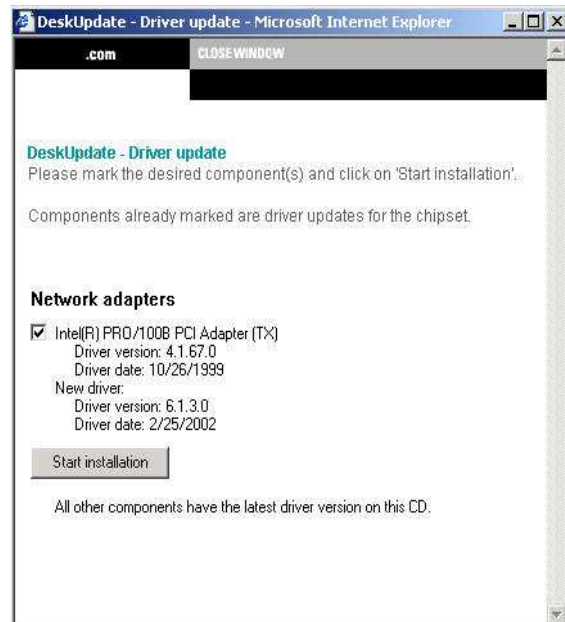 DeskUpdate - Driver update - Microsoft Internet Explorer
.com
CLOSE WINDOW
DeskUpdate - Driver update
Please mark the desired component(s) and click on 'Start installation'.
Components already marked are driver updates for the chipset.
Network adapters
Intel(R) PRO/100B PCI Adapter (TX)
Driver version: 4.1.67.0
Driver date: 10/26/1999
New driver:
Driver version: 6.1.3.0
Driver date: 2/25/2002
Start installation
All other components have the latest driver version on this CD.